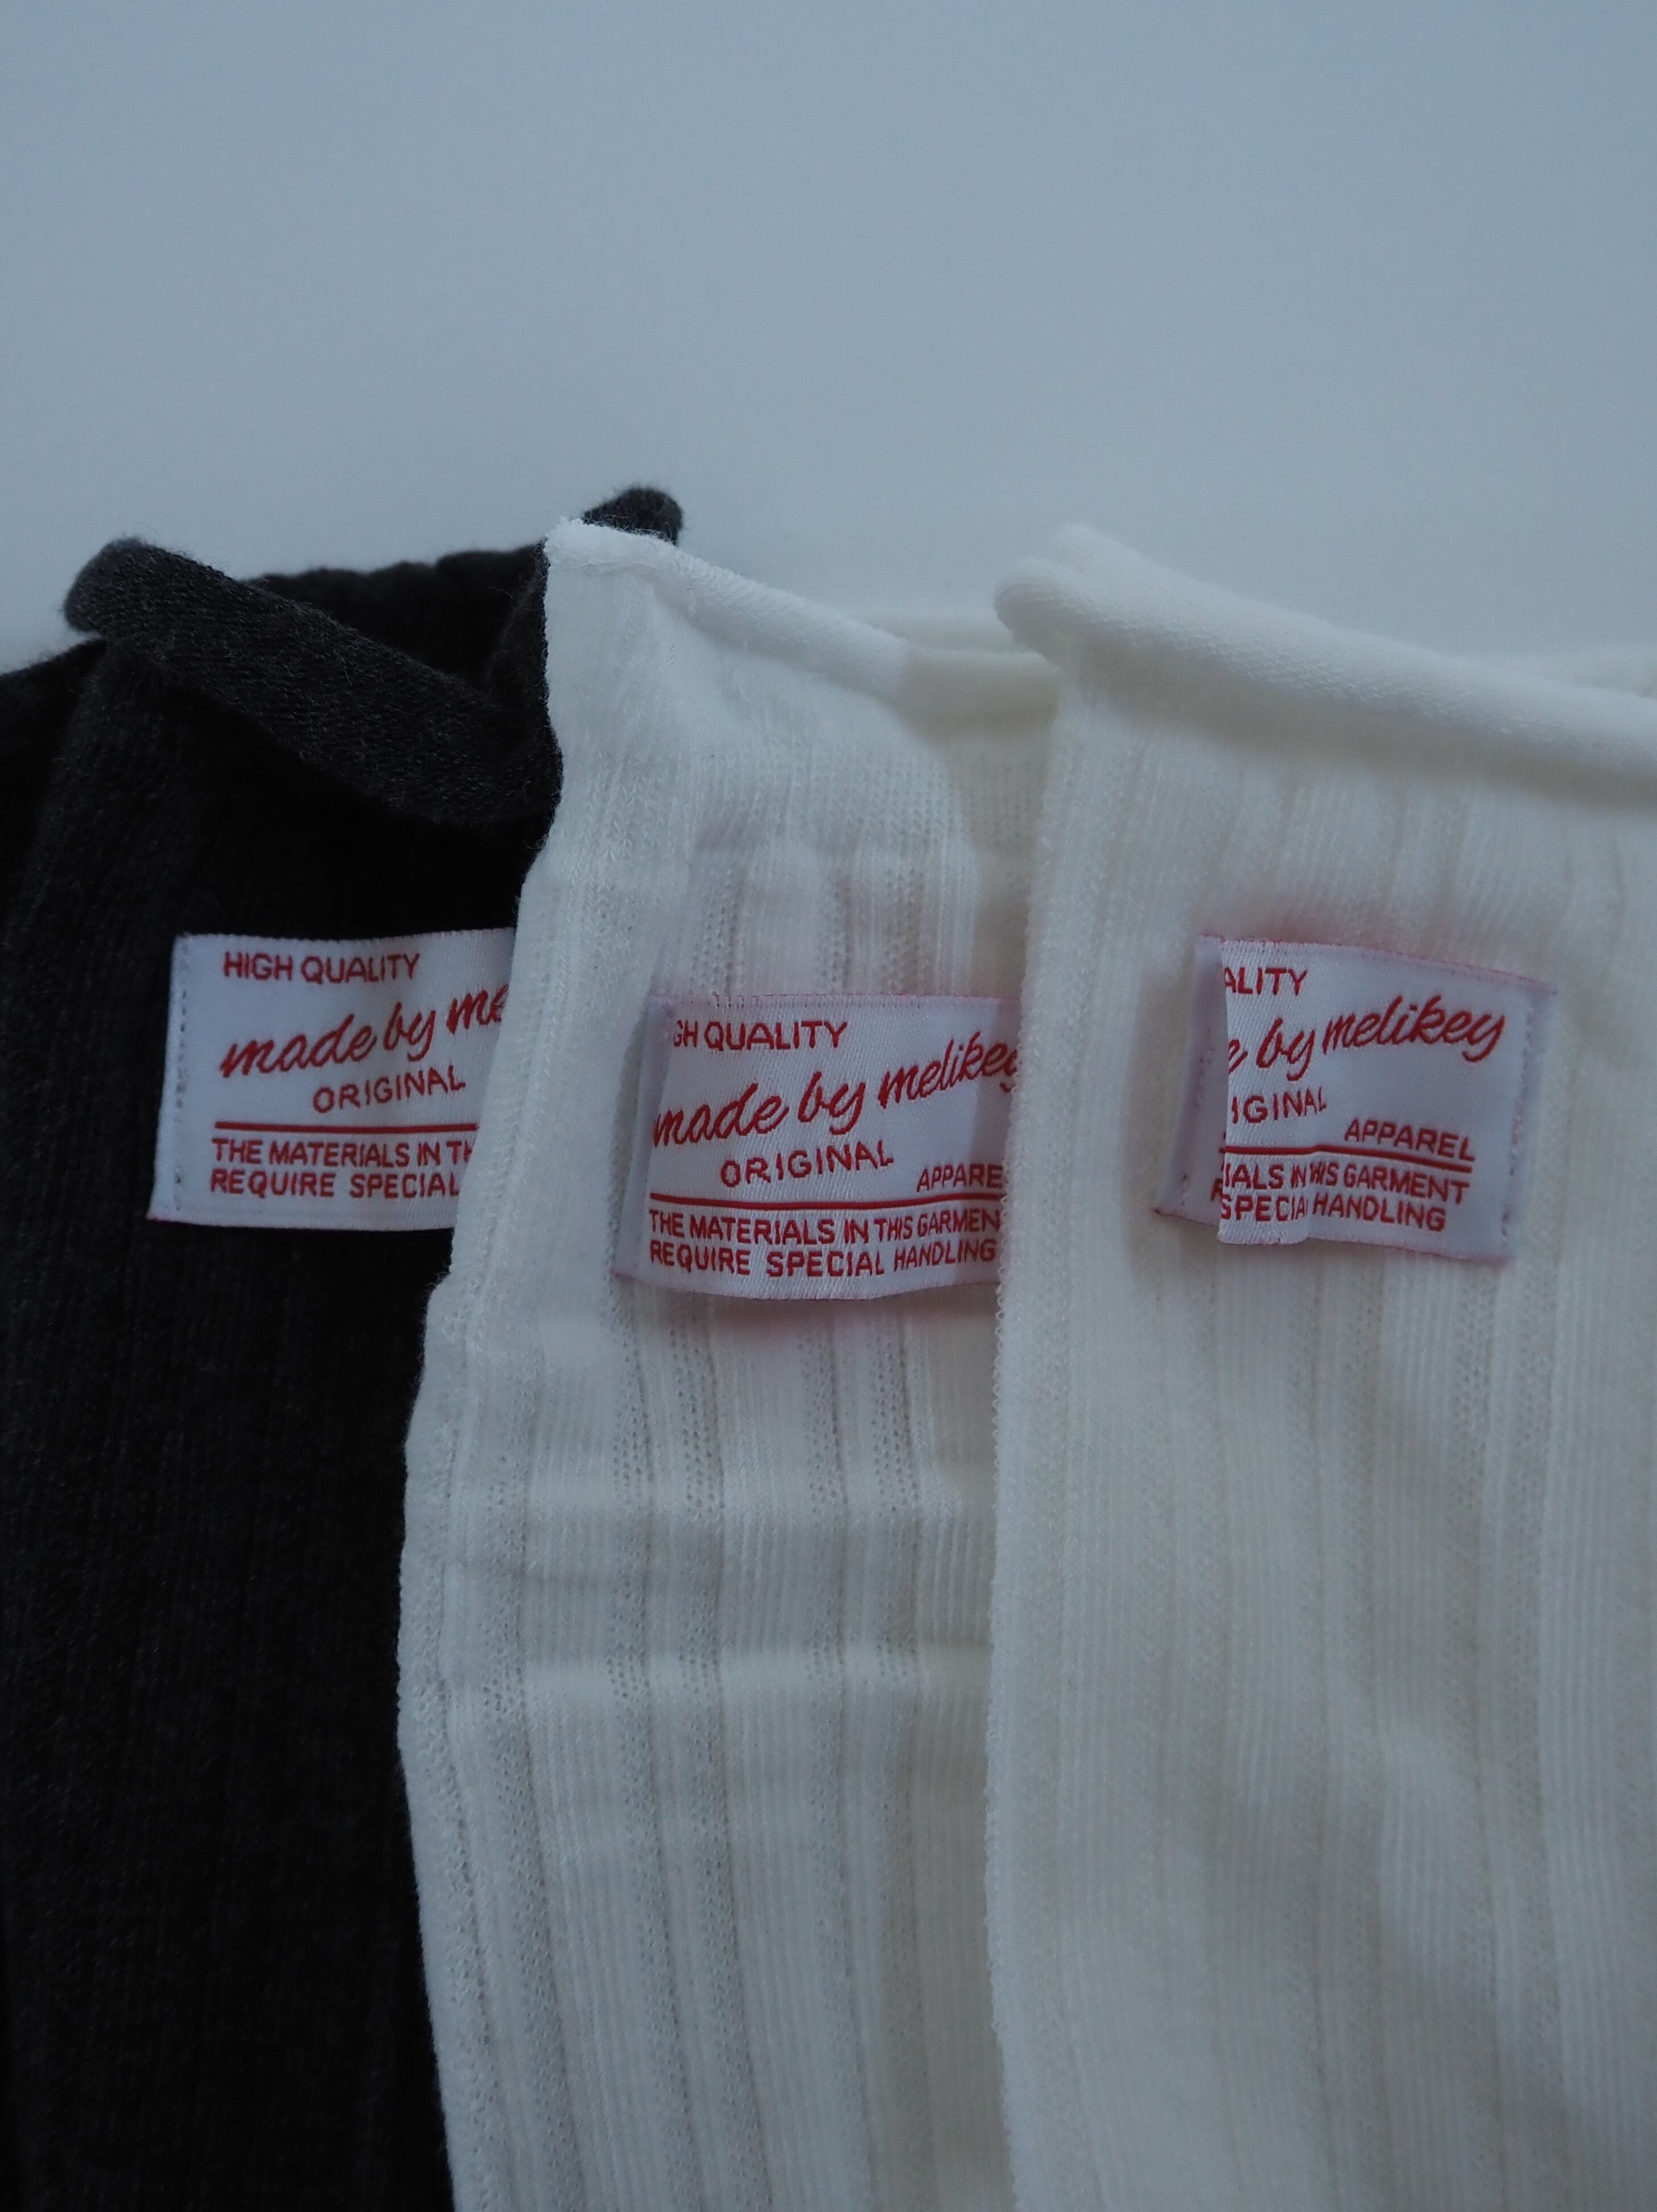 HIGH QUALITY
made by me
ORIGINAL
THE MATERIALS IN TH
REQUIRE SPECIAL
GH QUALITY
made by melikey
ORIGINAL
APPARE
THE MATERIALS IN THIS GARMEN
REQUIRE SPECIAL HANDLING
ALITY
e by melikey
IGINAL
APPAREL
IALS IN THIS GARMENT
SPECIAL HANDLING